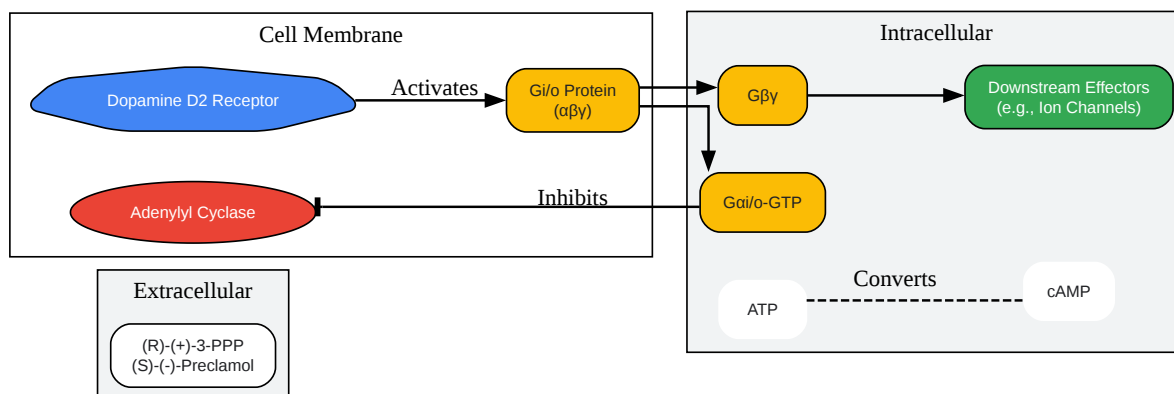 Cell Membrane
Intracellular
Dopamine D2 Receptor
Activates
Gi/o Protein
(αβγ)
Gβγ
Downstream Effectors
(e.g., Ion Channels)
Adenylyl Cyclase
Inhibits
Gαi/o-GTP
Extracellular
(R)-(+)-3-PPP
(S)-(-)-Preclamol
ATP
Converts
cAMP